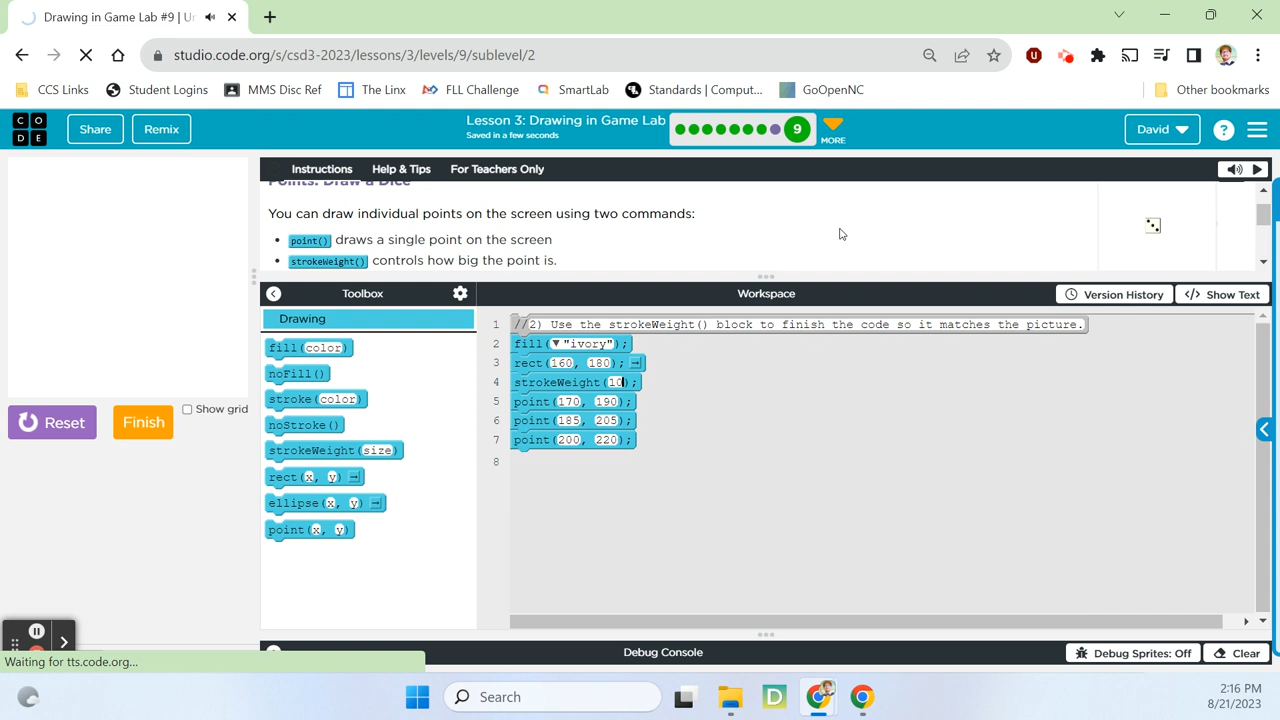 Drawing in Game Lab #9 | Un
studio.code.org/s/csd3-2023/lessons/3/levels/9/sublevel/2
CCS Links
Student Logins
MMS Disc Ref
The Linx
FLL Challenge
SmartLab
Standards | Comput...
GoOpenNC
Other bookmarks
C O
D E
Share
Remix
Lesson 3: Drawing in Game Lab
Saved in a few seconds
9
MORE
David
?
Instructions
Help & Tips
For Teachers Only
Points: Draw a Dice
You can draw individual points on the screen using two commands:
• point() draws a single point on the screen
• strokeWeight() controls how big the point is.
Toolbox
Workspace
Version History
</> Show Text
Drawing
fill(color)
noFill()
stroke(color)
noStroke()
strokeWeight(size)
rect(x, y)
ellipse(x, y)
point(x, y)
1 //2) Use the strokeWeight() block to finish the code so it matches the picture.
2 fill("ivory");
3 rect(160, 180);
4 strokeWeight(10);
5 point(170, 190);
6 point(185, 205);
7 point(200, 220);
8
Reset
Finish
Show grid
Debug Console
Debug Sprites: Off
Clear
Waiting for tts.code.org...
Search
D
2:16 PM
8/21/2023